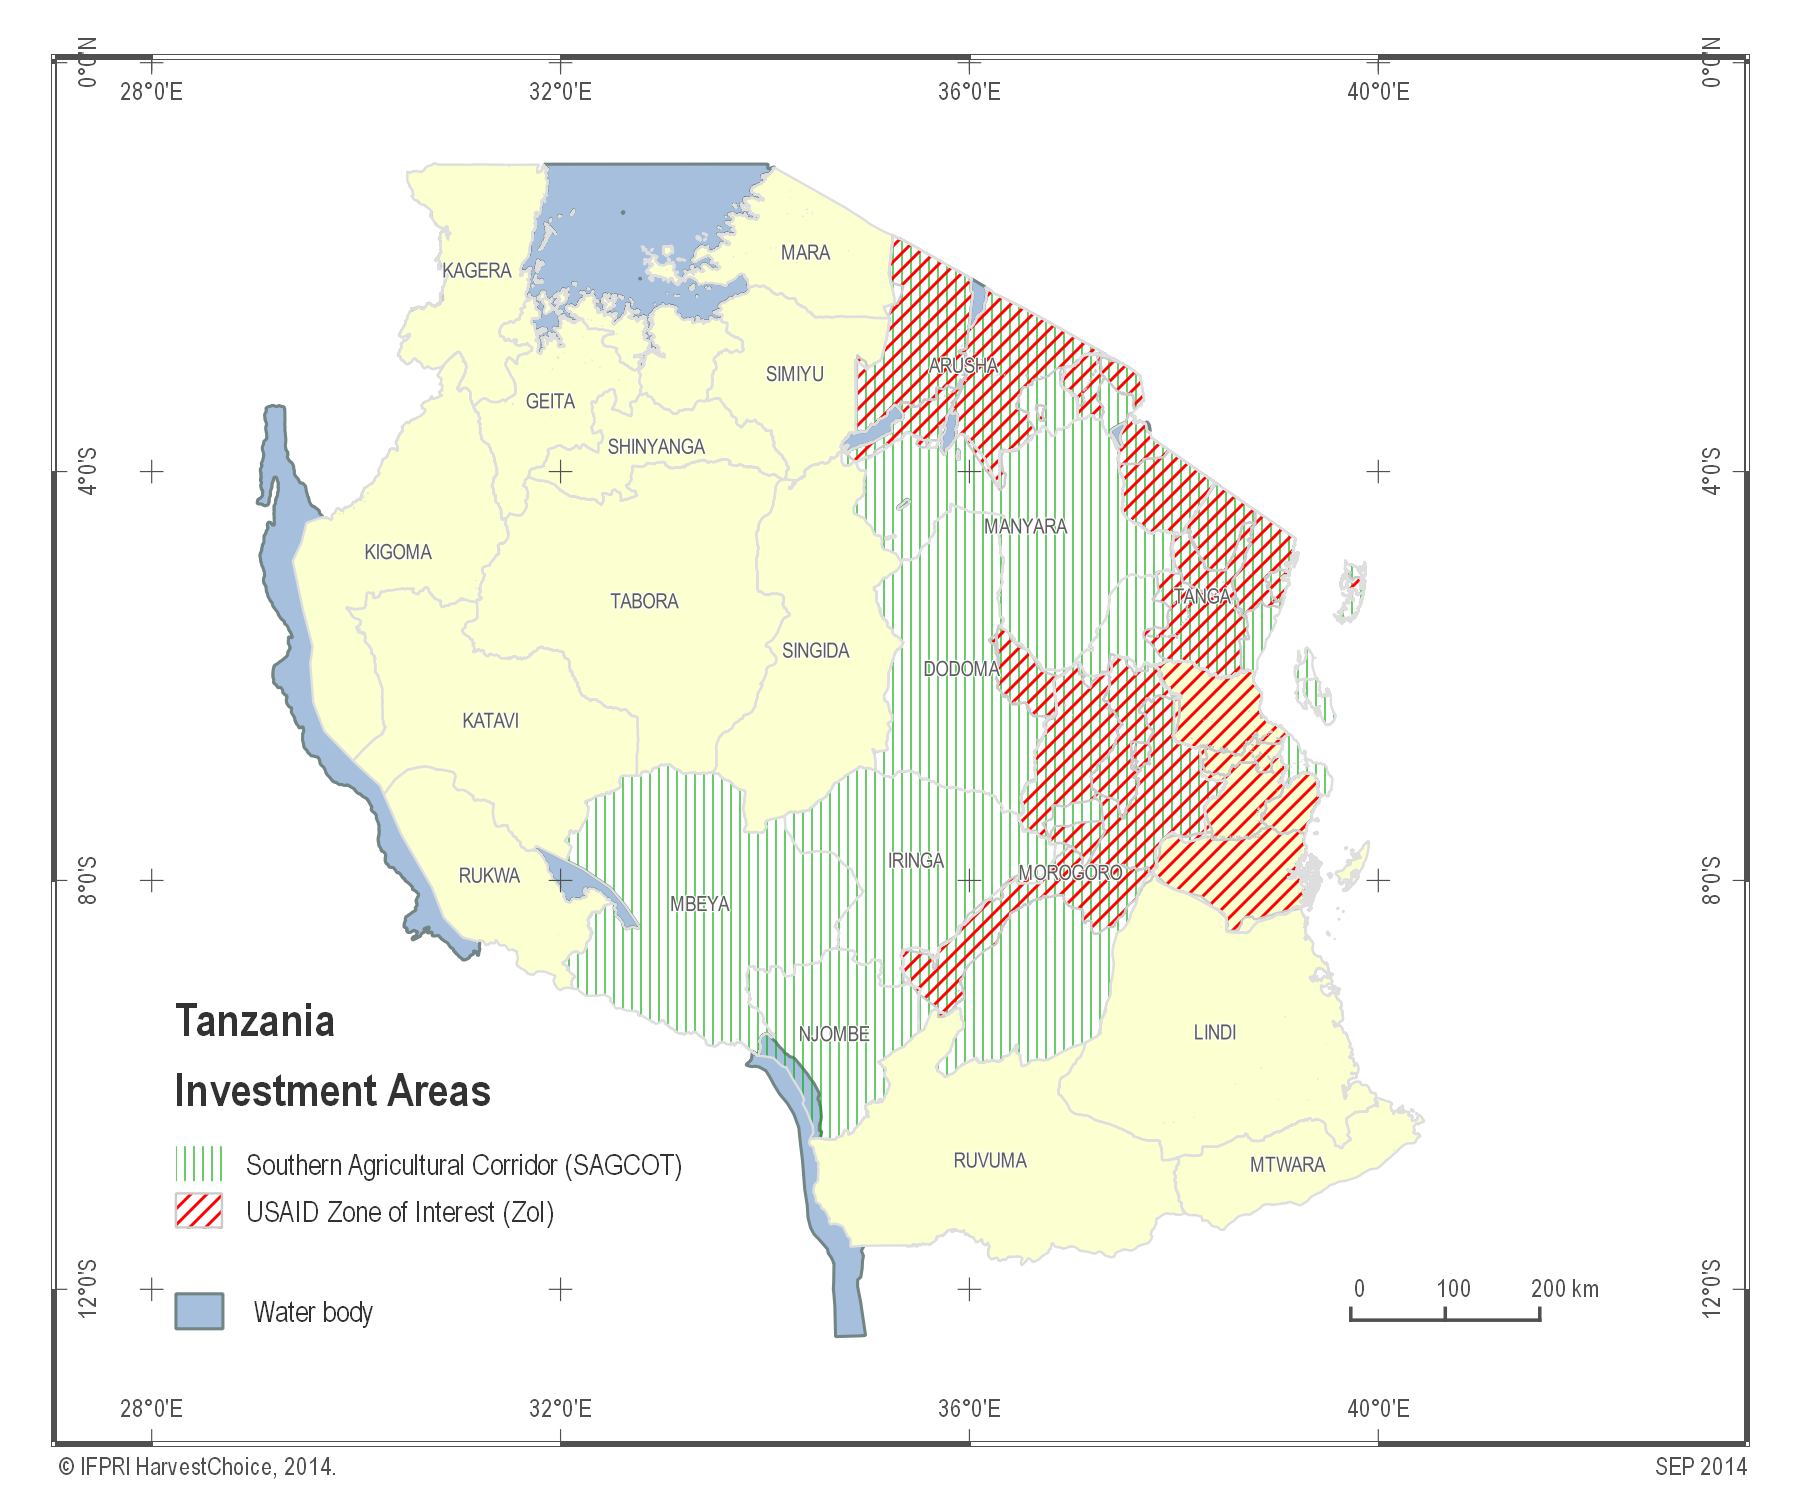 0°0'N
0°0'N
28°0'E
32°0'E
36°0'E
40°0'E
MARA
KAGERA
ARUSHA
SIMIYU
GEITA
SHINYANGA
4°0'S
4°0'S
MANYARA
KIGOMA
TANGA
TABORA
SINGIDA
DODOMA
KATAVI
IRINGA
MOROGORO
RUKWA
8°0'S
8°0'S
MBEYA
Tanzania
NJOMBE
LINDI
Investment Areas
Southern Agricultural Corridor (SAGCOT)
RUVUMA
MTWARA
USAID Zone of Interest (ZoI)
12°0'S
12°0'S
0 100 200 km
Water body
28°0'E
32°0'E
36°0'E
40°0'E
© IFPRI HarvestChoice, 2014.
SEP 2014